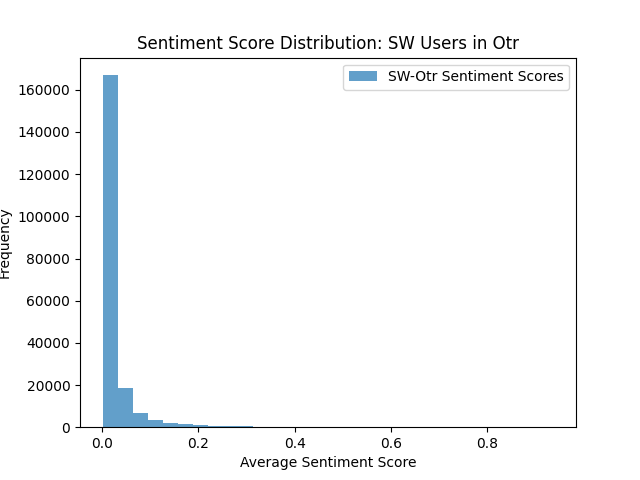 Sentiment Score Distribution: SW Users in Otr
SW-Otr Sentiment Scores
160000
140000
120000
100000
80000
60000
40000
20000
0
Frequency
0.0 0.2 0.4 0.6 0.8
Average Sentiment Score